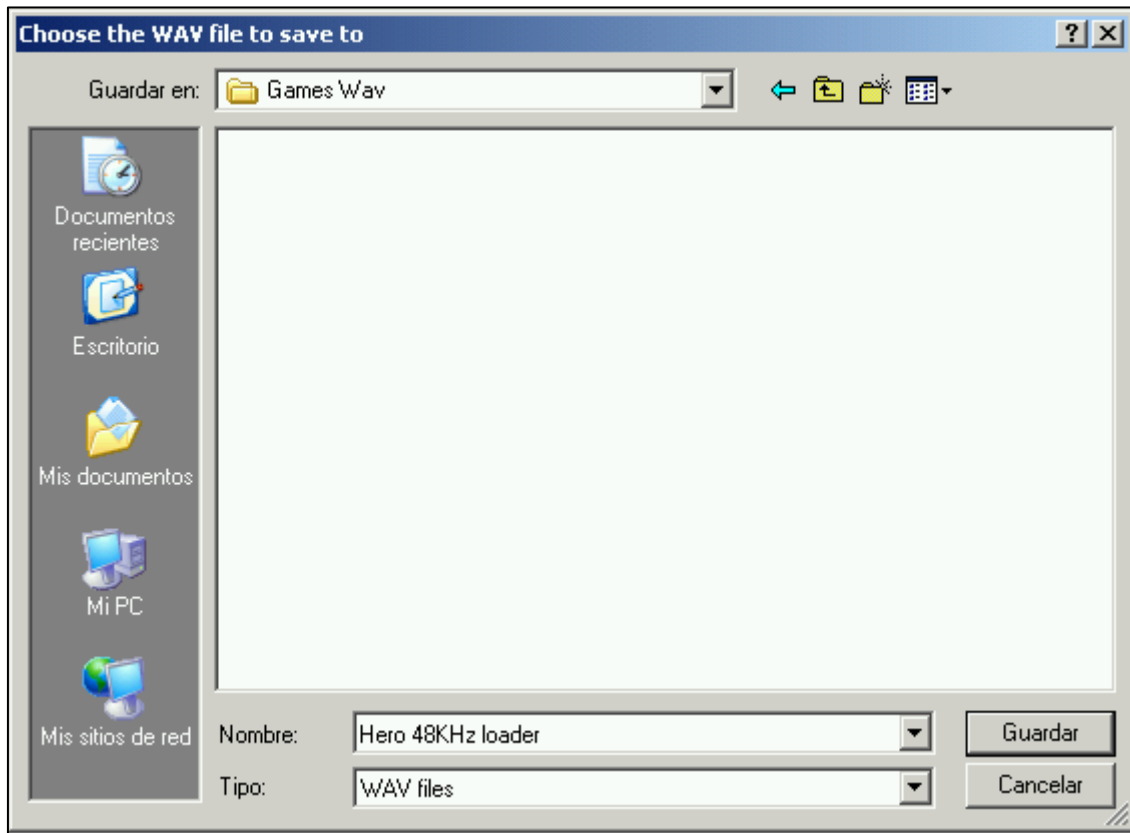 Choose the WAV file to save to
Guardar en:
Games Wav
Documentos
recientes
Escritorio
Mis documentos
Mi PC
Mis sitios de red
Nombre:
Hero 48KHz loader
Guardar
Tipo:
WAV files
Cancelar